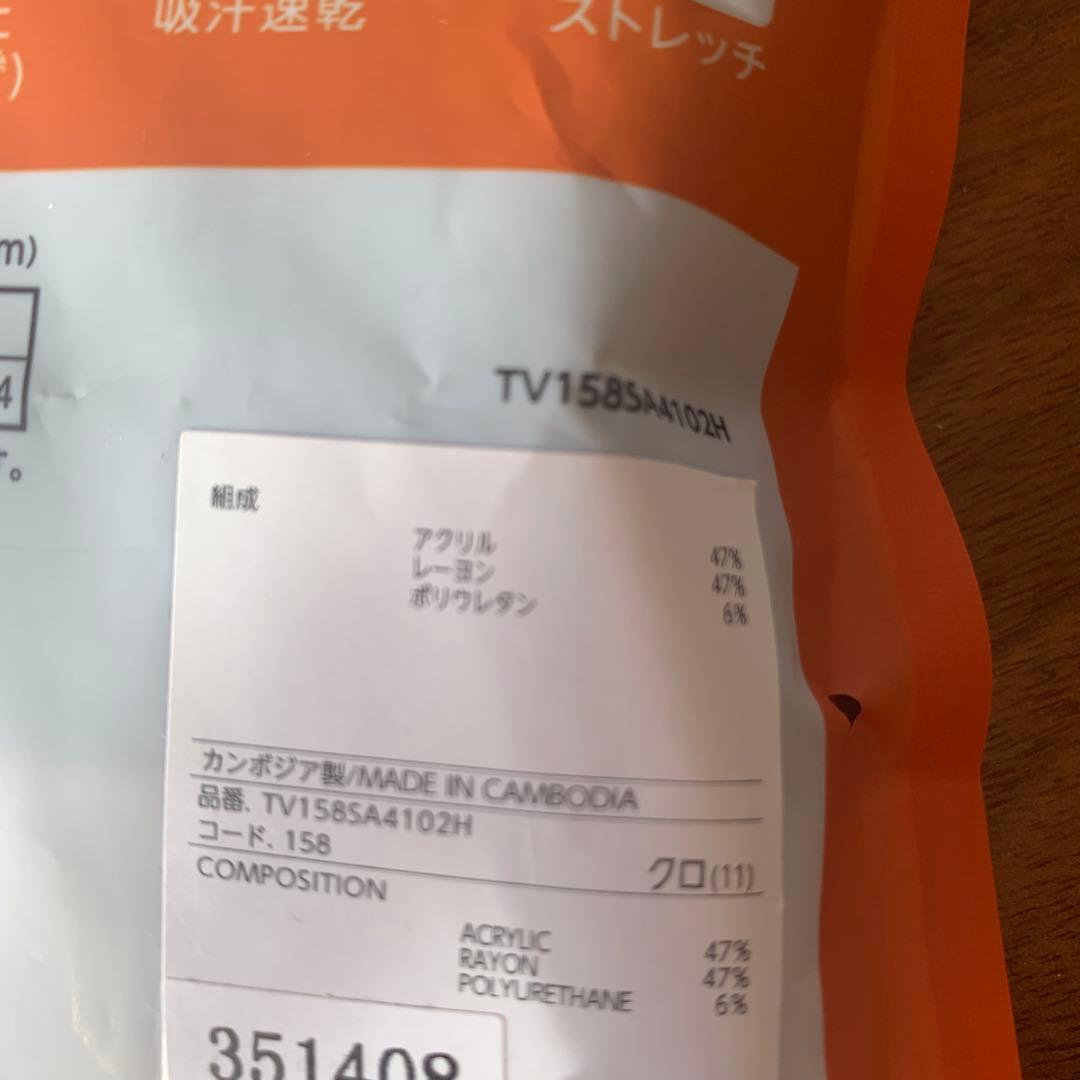 吸汗速乾
ストレッチ
m)
4
す。
TV158SA4102H
組成
アクリル 47%
レーヨン 47%
ポリウレタン 6%
カンボジア製/MADE IN CAMBODIA
品番. TV158SA4102H
コード. 158
クロ(11)
COMPOSITION
ACRYLIC 47%
RAYON 47%
POLYURETHANE 6%
351408